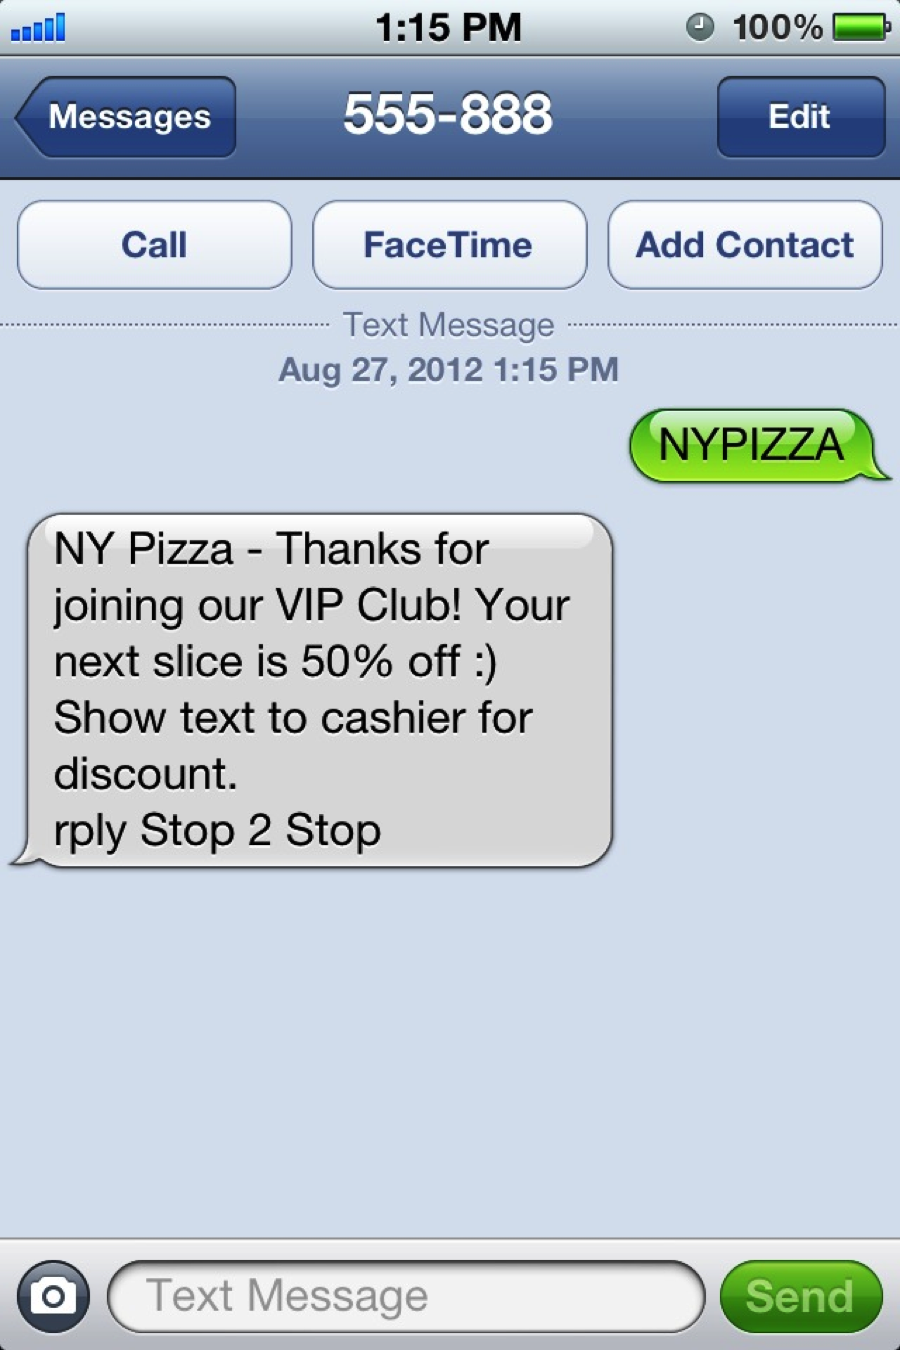 1:15 PM 100%
Messages 555-888 Edit
Call FaceTime Add Contact
Text Message
Aug 27, 2012 1:15 PM
NYPIZZA
NY Pizza - Thanks for
joining our VIP Club! Your
next slice is 50% off :)
Show text to cashier for
discount.
rply Stop 2 Stop
Text Message Send